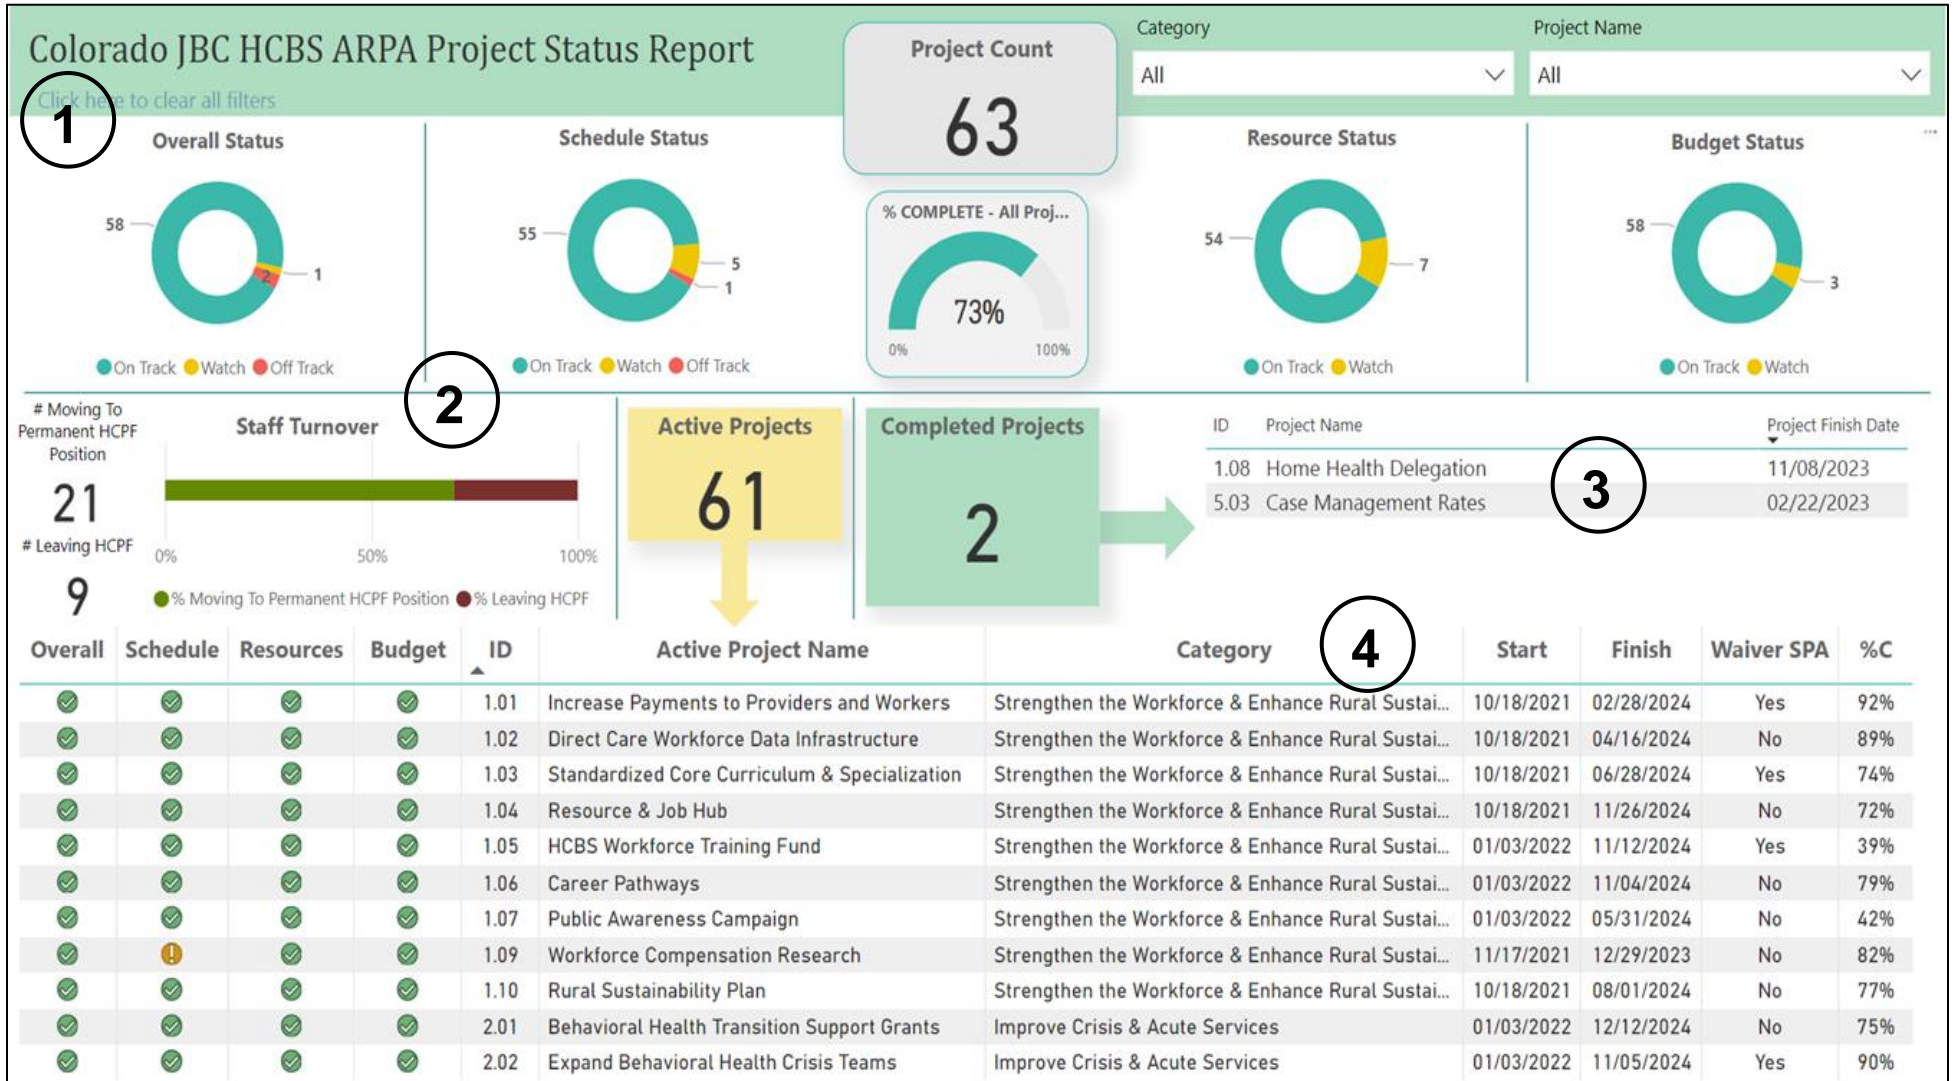 Colorado JBC HCBS ARPA Project Status Report
Click here to clear all filters
1
Project Count
63
Category
All
Project Name
All
Overall Status
58
2
1
On Track Watch Off Track
Schedule Status
55
5
1
On Track Watch Off Track
% COMPLETE - All Proj...
73%
0% 100%
Resource Status
54
7
On Track Watch
Budget Status
58
3
On Track Watch
...
# Moving To
Permanent HCPF
Position
21
# Leaving HCPF
9
Staff Turnover
2
0% 50% 100%
% Moving To Permanent HCPF Position % Leaving HCPF
Active Projects
61
Completed Projects
2
ID Project Name Project Finish Date
1.08 Home Health Delegation 11/08/2023
5.03 Case Management Rates 02/22/2023
3
4
Overall Schedule Resources Budget ID Active Project Name Category Start Finish Waiver SPA %C
1.01 Increase Payments to Providers and Workers Strengthen the Workforce & Enhance Rural Sustai... 10/18/2021 02/28/2024 Yes 92%
1.02 Direct Care Workforce Data Infrastructure Strengthen the Workforce & Enhance Rural Sustai... 10/18/2021 04/16/2024 No 89%
1.03 Standardized Core Curriculum & Specialization Strengthen the Workforce & Enhance Rural Sustai... 10/18/2021 06/28/2024 Yes 74%
1.04 Resource & Job Hub Strengthen the Workforce & Enhance Rural Sustai... 10/18/2021 11/26/2024 No 72%
1.05 HCBS Workforce Training Fund Strengthen the Workforce & Enhance Rural Sustai... 01/03/2022 11/12/2024 Yes 39%
1.06 Career Pathways Strengthen the Workforce & Enhance Rural Sustai... 01/03/2022 11/04/2024 No 79%
1.07 Public Awareness Campaign Strengthen the Workforce & Enhance Rural Sustai... 01/03/2022 05/31/2024 No 42%
1.09 Workforce Compensation Research Strengthen the Workforce & Enhance Rural Sustai... 11/17/2021 12/29/2023 No 82%
1.10 Rural Sustainability Plan Strengthen the Workforce & Enhance Rural Sustai... 10/18/2021 08/01/2024 No 77%
2.01 Behavioral Health Transition Support Grants Improve Crisis & Acute Services 01/03/2022 12/12/2024 No 75%
2.02 Expand Behavioral Health Crisis Teams Improve Crisis & Acute Services 01/03/2022 11/05/2024 Yes 90%